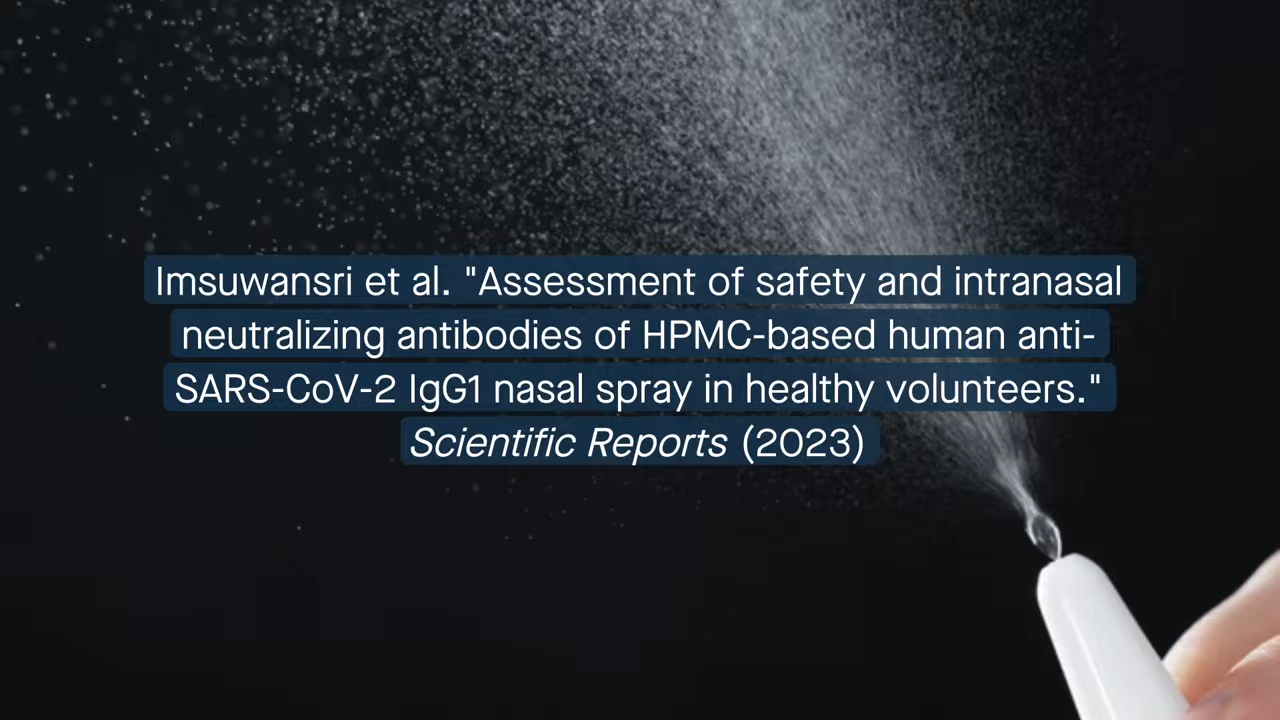 Imsuwansri et al. "Assessment of safety and intranasal
neutralizing antibodies of HPMC-based human anti-
SARS-CoV-2 IgG1 nasal spray in healthy volunteers."
Scientific Reports (2023)